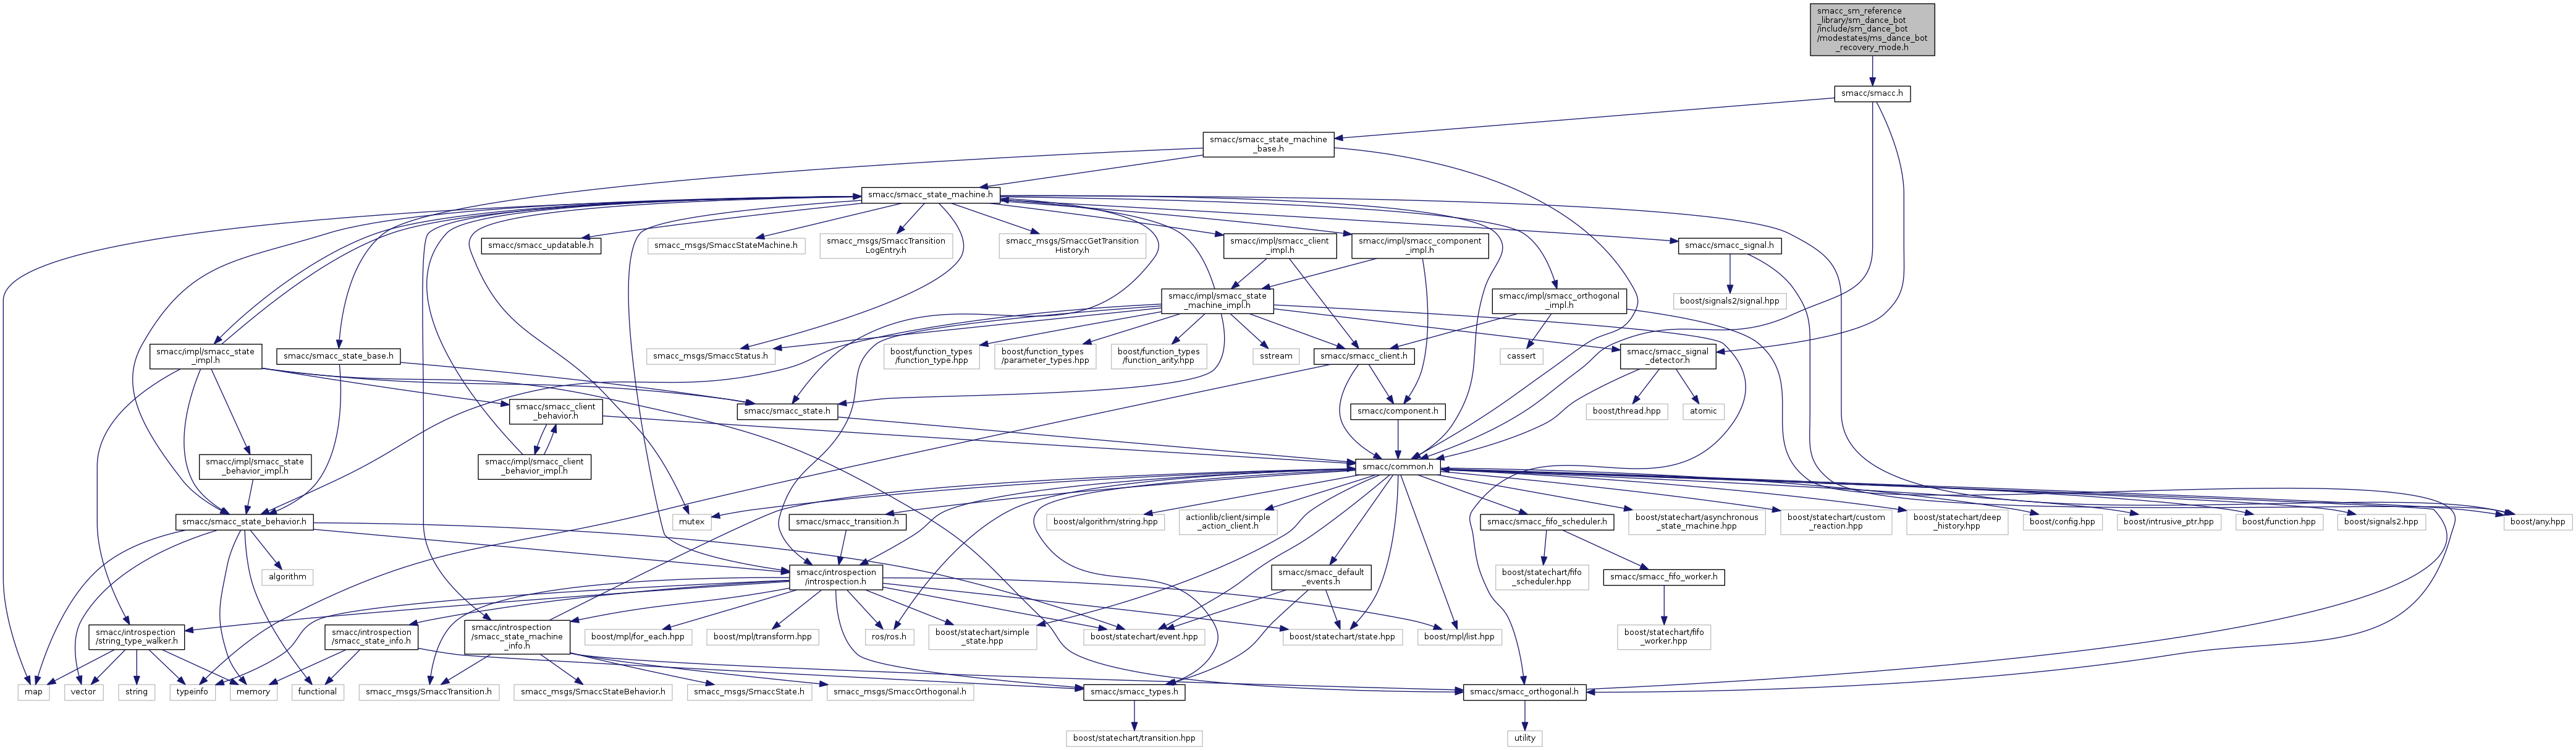 smacc_sm_reference
_library/sm_dance_bot
/include/sm_dance_bot
/modestates/ms_dance_bot
_recovery_mode.h
smacc/smacc.h
smacc/smacc_state_machine
_base.h
smacc/smacc_state_machine.h
smacc/smacc_updatable.h
smacc_msgs/SmaccStateMachine.h
smacc_msgs/SmaccTransition
LogEntry.h
smacc_msgs/SmaccGetTransition
History.h
smacc/impl/smacc_client
_impl.h
smacc/impl/smacc_component
_impl.h
smacc/smacc_signal.h
smacc/impl/smacc_state
_machine_impl.h
smacc/impl/smacc_orthogonal
_impl.h
boost/signals2/signal.hpp
smacc/impl/smacc_state
_impl.h
smacc/smacc_state_base.h
smacc_msgs/SmaccStatus.h
boost/function_types
/function_type.hpp
boost/function_types
/parameter_types.hpp
boost/function_types
/function_arity.hpp
sstream
smacc/smacc_client.h
cassert
smacc/smacc_signal
_detector.h
smacc/smacc_client
_behavior.h
smacc/smacc_state.h
smacc/component.h
boost/thread.hpp
atomic
smacc/impl/smacc_state
_behavior_impl.h
smacc/impl/smacc_client
_behavior_impl.h
smacc/common.h
smacc/smacc_state_behavior.h
mutex
smacc/smacc_transition.h
boost/algorithm/string.hpp
actionlib/client/simple
_action_client.h
smacc/smacc_fifo_scheduler.h
boost/statechart/asynchronous
_state_machine.hpp
boost/statechart/custom
_reaction.hpp
boost/statechart/deep
_history.hpp
boost/config.hpp
boost/intrusive_ptr.hpp
boost/function.hpp
boost/signals2.hpp
boost/any.hpp
algorithm
smacc/introspection
/introspection.h
smacc/smacc_default
_events.h
boost/statechart/fifo
_scheduler.hpp
smacc/smacc_fifo_worker.h
smacc/introspection
/string_type_walker.h
smacc/introspection
/smacc_state_info.h
smacc/introspection
/smacc_state_machine
_info.h
boost/mpl/for_each.hpp
boost/mpl/transform.hpp
ros/ros.h
boost/statechart/simple
_state.hpp
boost/statechart/event.hpp
boost/statechart/state.hpp
boost/mpl/list.hpp
boost/statechart/fifo
_worker.hpp
map
vector
string
typeinfo
memory
functional
smacc_msgs/SmaccTransition.h
smacc_msgs/SmaccStateBehavior.h
smacc_msgs/SmaccState.h
smacc_msgs/SmaccOrthogonal.h
smacc/smacc_types.h
smacc/smacc_orthogonal.h
boost/statechart/transition.hpp
utility